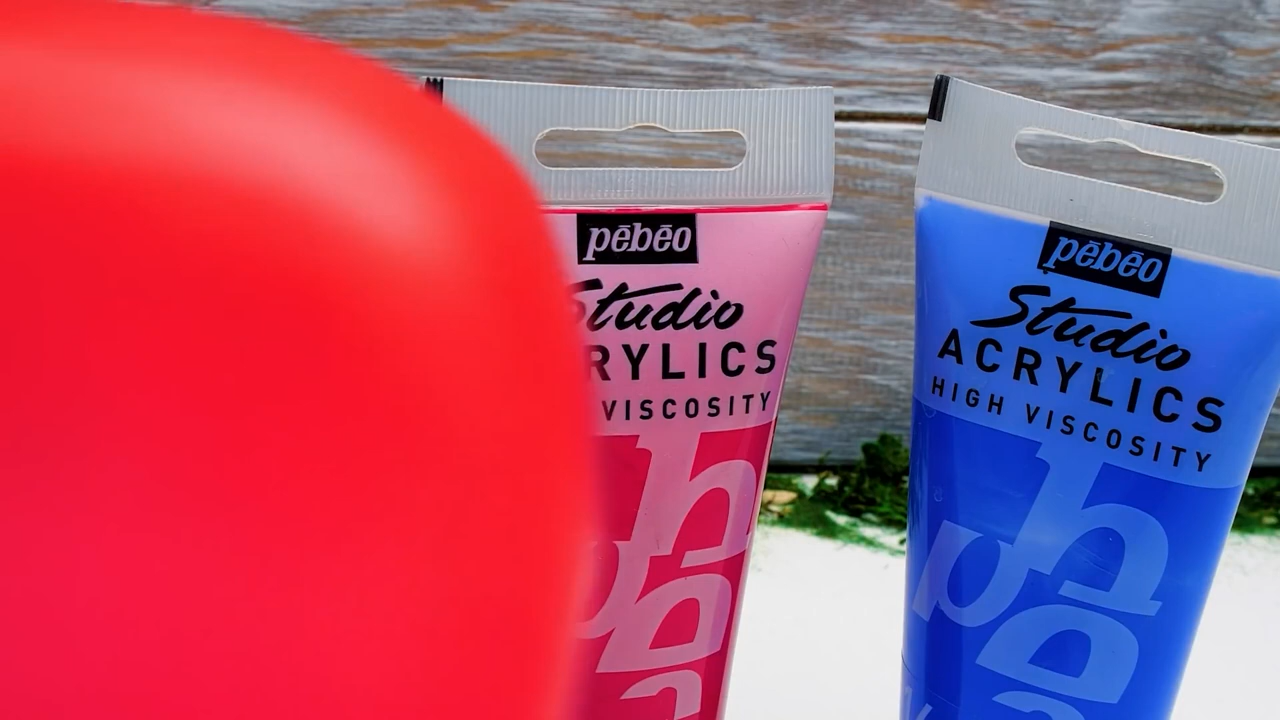 pēbēo
Studio
RYLICS
VISCOSITY
pēbēo
Studio
ACRYLICS
HIGH VISCOSITY